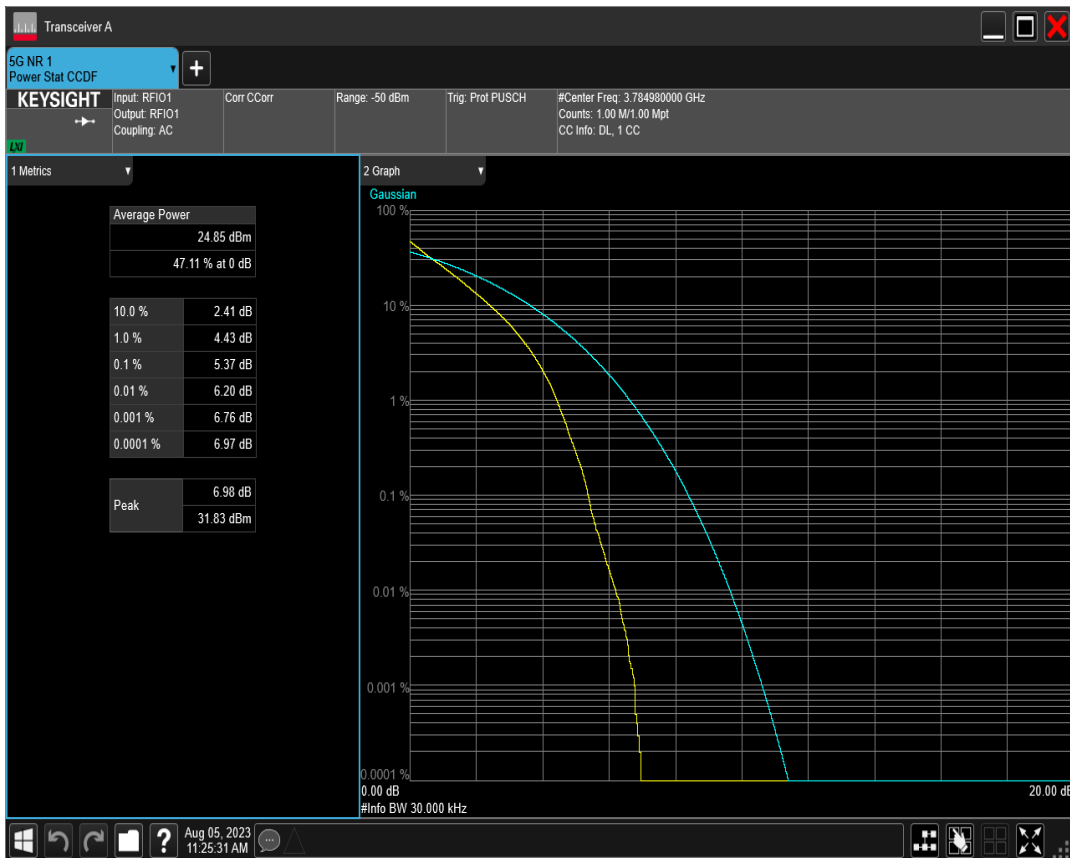 Transceiver A
5G NR 1
Power Stat CCDF
KEYSIGHT
LXI
Input: RFIO1
Output: RFIO1
Coupling: AC
Corr CCorr
Range: -50 dBm
Trig: Prot PUSCH
#Center Freq: 3.784980000 GHz
Counts: 1.00 M/1.00 Mpt
CC Info: DL, 1 CC
1 Metrics
Average Power
24.85 dBm
47.11 % at 0 dB
10.0 % 2.41 dB
1.0 % 4.43 dB
0.1 % 5.37 dB
0.01 % 6.20 dB
0.001 % 6.76 dB
0.0001 % 6.97 dB
Peak 6.98 dB
31.83 dBm
2 Graph
Gaussian
100 %
10 %
1 %
0.1 %
0.01 %
0.001 %
0.0001 %
0.00 dB 20.00 dB
#Info BW 30.000 kHz
Aug 05, 2023
11:25:31 AM